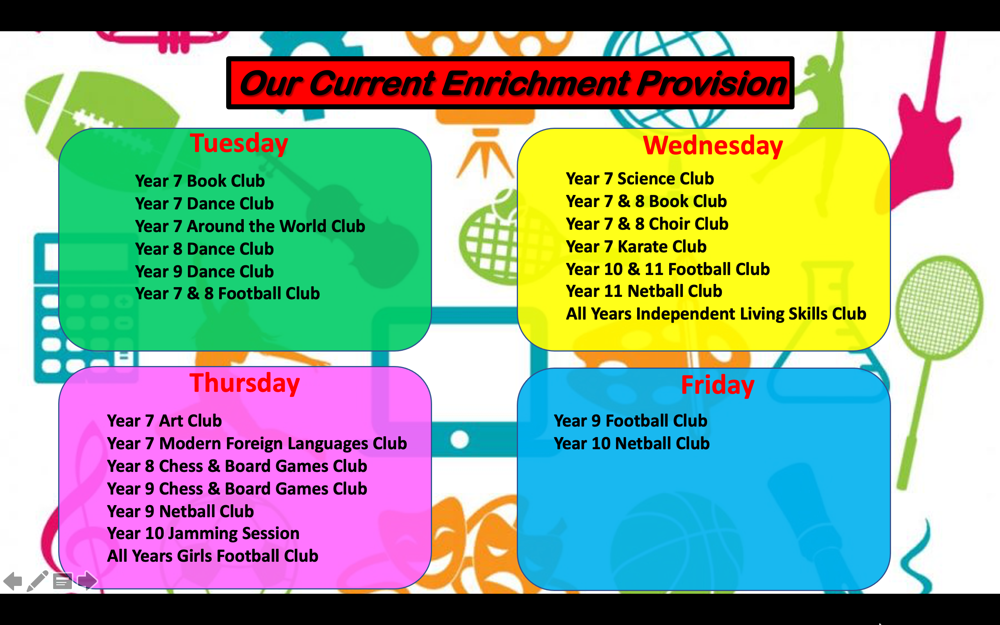 Our Current Enrichment Provision
Tuesday
Year 7 Book Club
Year 7 Dance Club
Year 7 Around the World Club
Year 8 Dance Club
Year 9 Dance Club
Year 7 & 8 Football Club
Wednesday
Year 7 Science Club
Year 7 & 8 Book Club
Year 7 & 8 Choir Club
Year 7 Karate Club
Year 10 & 11 Football Club
Year 11 Netball Club
All Years Independent Living Skills Club
Thursday
Year 7 Art Club
Year 7 Modern Foreign Languages Club
Year 8 Chess & Board Games Club
Year 9 Chess & Board Games Club
Year 9 Netball Club
Year 10 Jamming Session
All Years Girls Football Club
Friday
Year 9 Football Club
Year 10 Netball Club